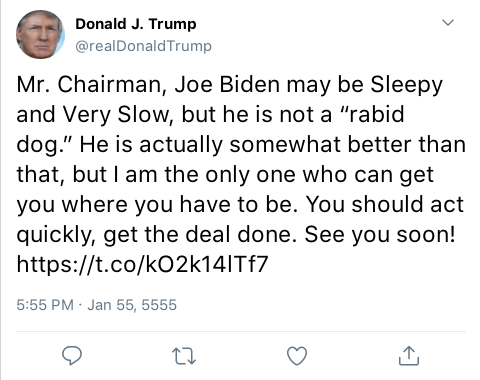 Donald J. Trump
@realDonaldTrump
Mr. Chairman, Joe Biden may be Sleepy
and Very Slow, but he is not a “rabid
dog.” He is actually somewhat better than
that, but I am the only one who can get
you where you have to be. You should act
quickly, get the deal done. See you soon!
https://t.co/kO2k14lTf7
5:55 PM · Jan 55, 5555